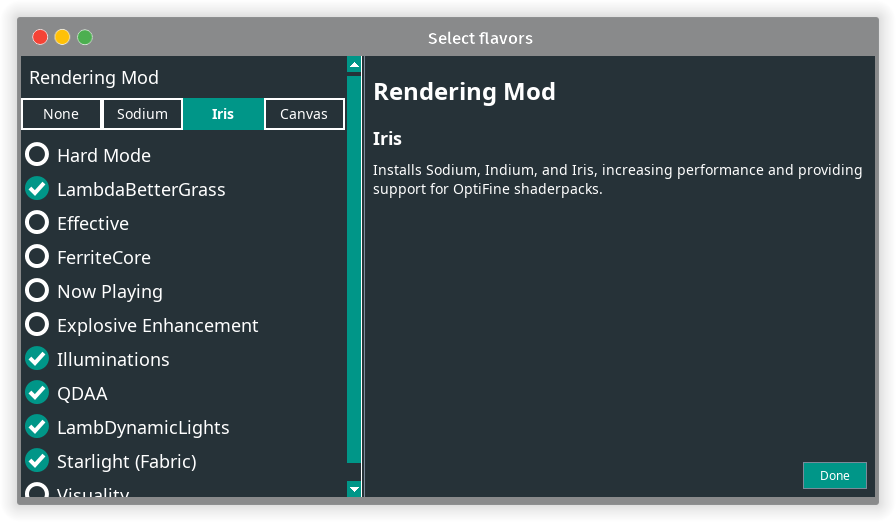 Select flavors
Rendering Mod
None
Sodium
Iris
Canvas
Hard Mode
LambdaBetterGrass
Effective
FerriteCore
Now Playing
Explosive Enhancement
Illuminations
QDAA
LambDynamicLights
Starlight (Fabric)
Visuality
Rendering Mod
Iris
Installs Sodium, Indium, and Iris, increasing performance and providing
support for OptiFine shaderpacks.
Done